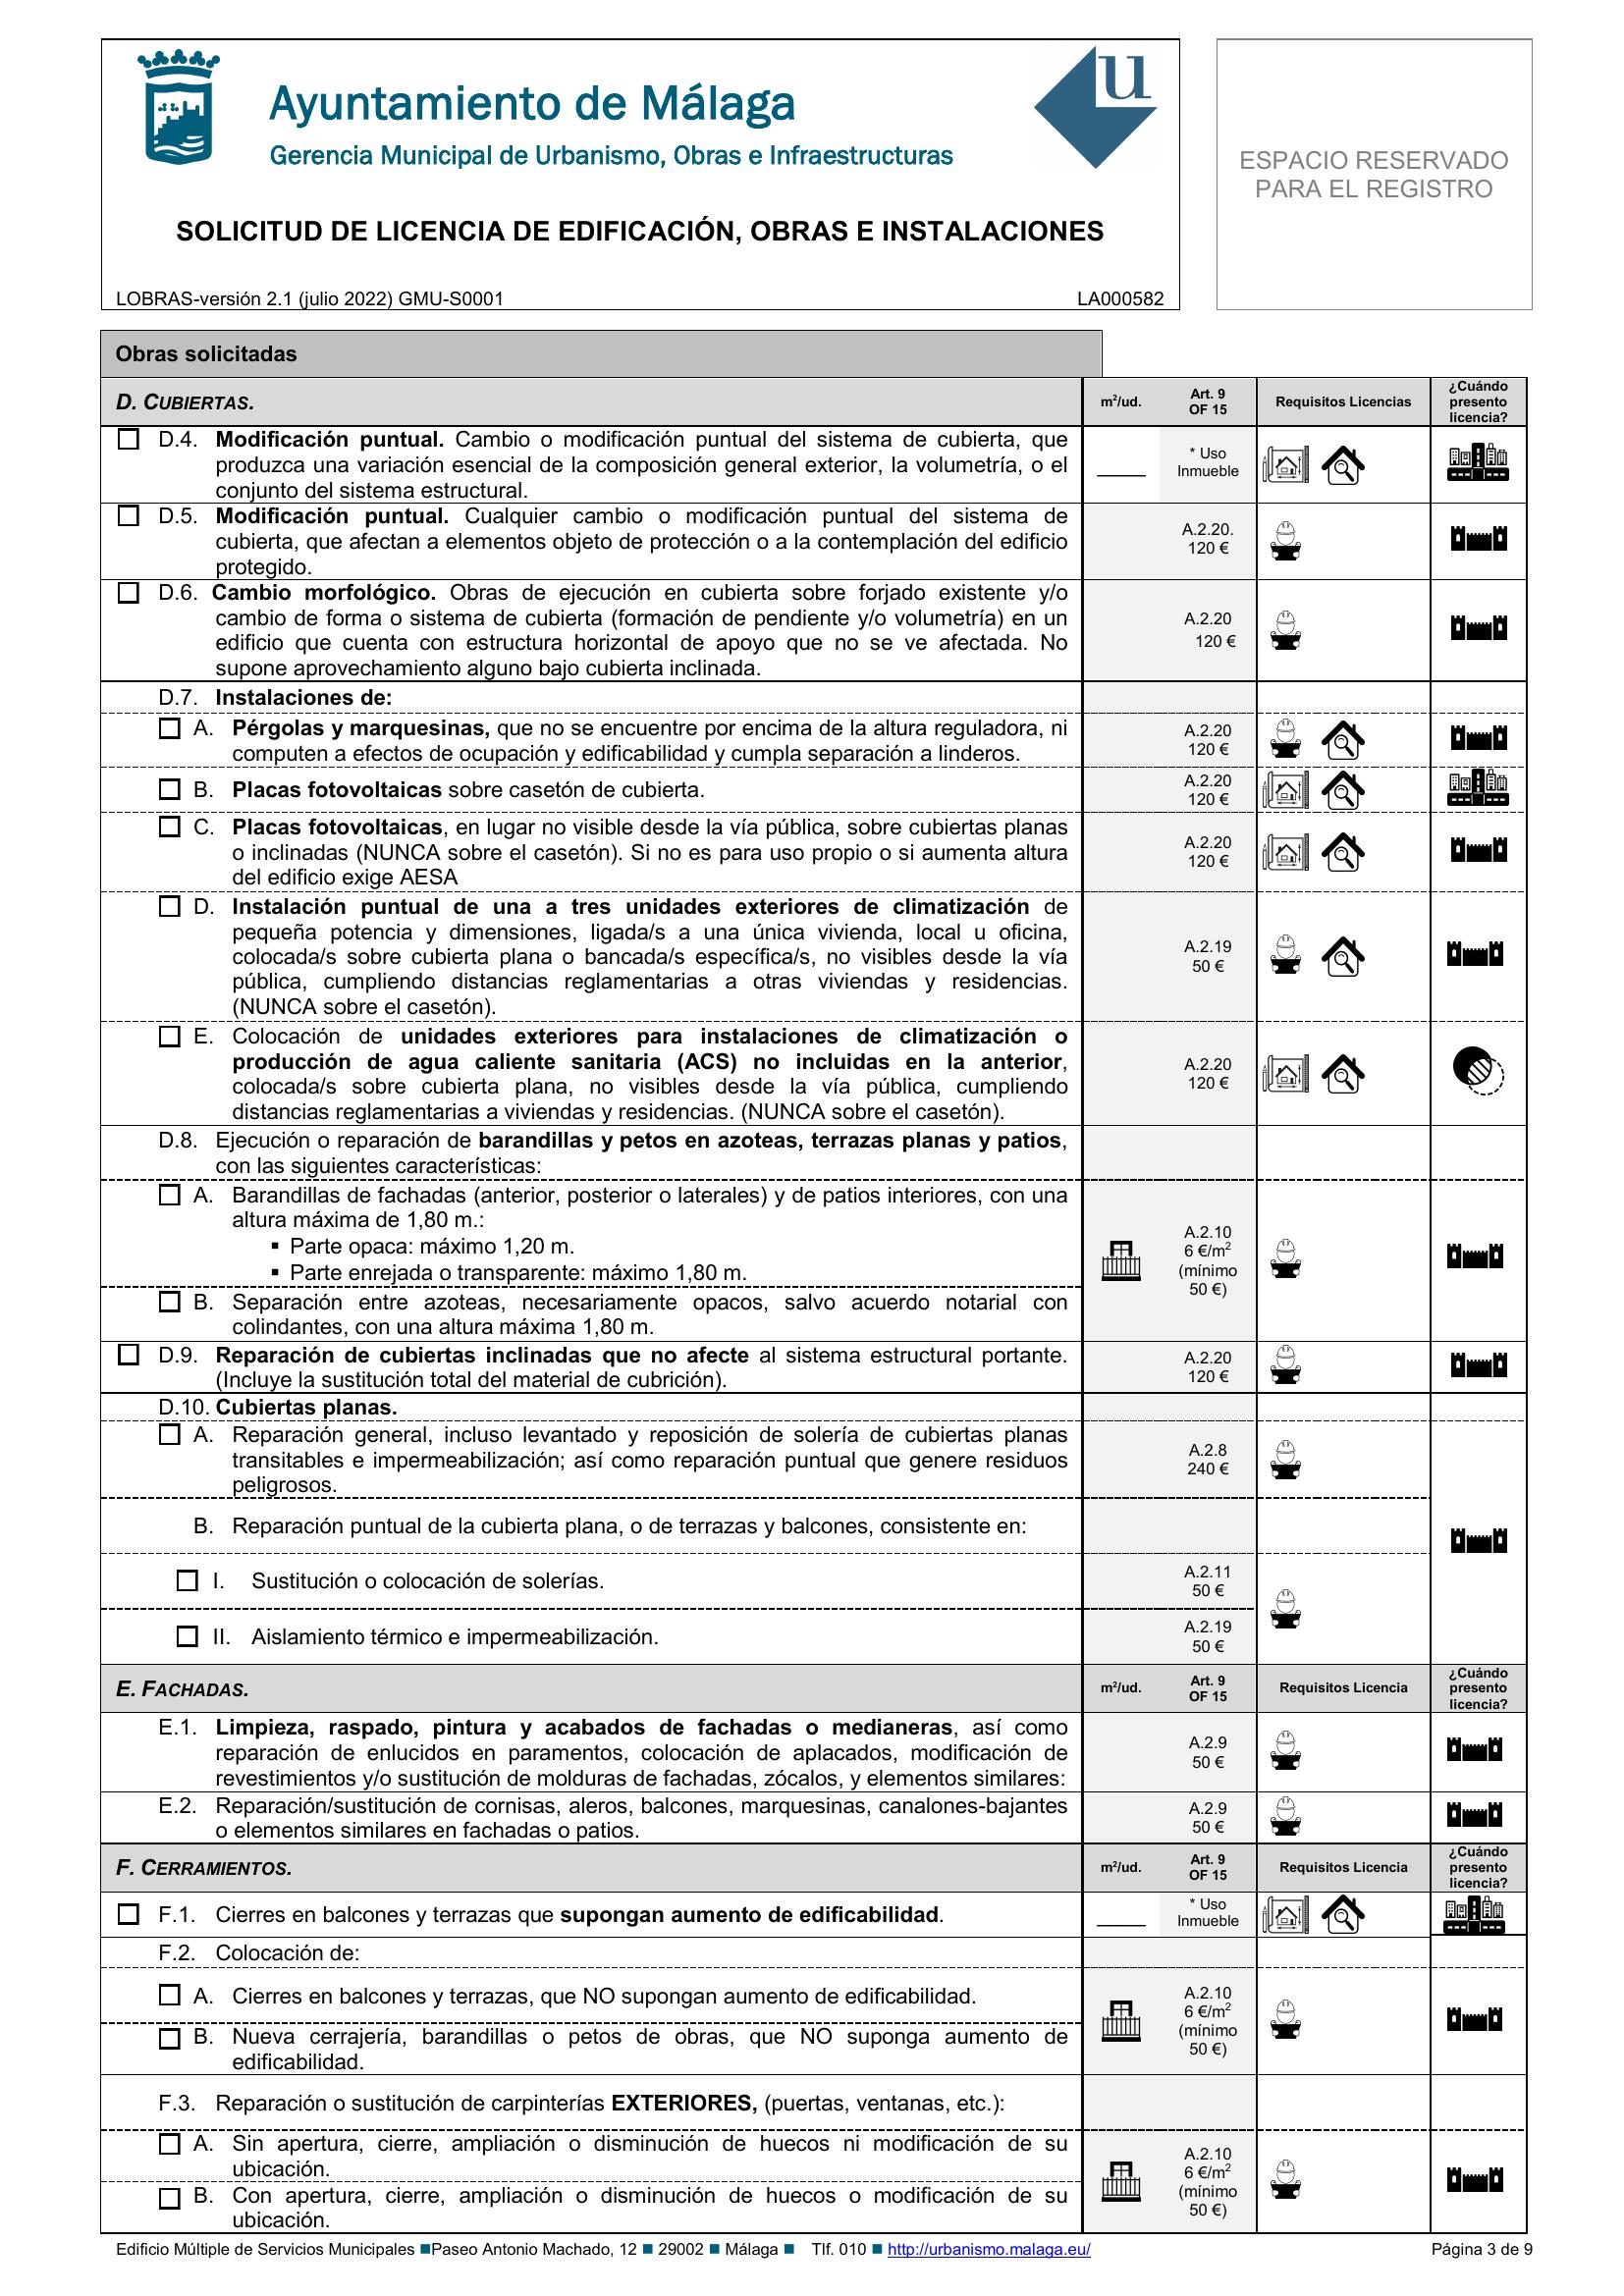 Ayuntamiento de Málaga
Gerencia Municipal de Urbanismo, Obras e Infraestructuras
u
SOLICITUD DE LICENCIA DE EDIFICACIÓN, OBRAS E INSTALACIONES
LOBRAS-versión 2.1 (julio 2022) GMU-S0001 LA000582
ESPACIO RESERVADO
PARA EL REGISTRO
Obras solicitadas
D. CUBIERTAS. m²/ud. Art. 9 OF 15 Requisitos Licencias ¿Cuándo presento licencia?
D.4. Modificación puntual. Cambio o modificación puntual del sistema de cubierta, que
produzca una variación esencial de la composición general exterior, la volumetría, o el
conjunto del sistema estructural.
____ * Uso
Inmueble
D.5. Modificación puntual. Cualquier cambio o modificación puntual del sistema de
cubierta, que afectan a elementos objeto de protección o a la contemplación del edificio
protegido.
A.2.20.
120 €
D.6. Cambio morfológico. Obras de ejecución en cubierta sobre forjado existente y/o
cambio de forma o sistema de cubierta (formación de pendiente y/o volumetría) en un
edificio que cuenta con estructura horizontal de apoyo que no se ve afectada. No
supone aprovechamiento alguno bajo cubierta inclinada.
A.2.20
120 €
D.7. Instalaciones de:
A. Pérgolas y marquesinas, que no se encuentre por encima de la altura reguladora, ni
computen a efectos de ocupación y edificabilidad y cumpla separación a linderos.
A.2.20
120 €
B. Placas fotovoltaicas sobre casetón de cubierta.
A.2.20
120 €
C. Placas fotovoltaicas, en lugar no visible desde la vía pública, sobre cubiertas planas
o inclinadas (NUNCA sobre el casetón). Si no es para uso propio o si aumenta altura
del edificio exige AESA
A.2.20
120 €
D. Instalación puntual de una a tres unidades exteriores de climatización de
pequeña potencia y dimensiones, ligada/s a una única vivienda, local u oficina,
colocada/s sobre cubierta plana o bancada/s específica/s, no visibles desde la vía
pública, cumpliendo distancias reglamentarias a otras viviendas y residencias.
(NUNCA sobre el casetón).
A.2.19
50 €
E. Colocación de unidades exteriores para instalaciones de climatización o
producción de agua caliente sanitaria (ACS) no incluidas en la anterior,
colocada/s sobre cubierta plana, no visibles desde la vía pública, cumpliendo
distancias reglamentarias a viviendas y residencias. (NUNCA sobre el casetón).
A.2.20
120 €
D.8. Ejecución o reparación de barandillas y petos en azoteas, terrazas planas y patios,
con las siguientes características:
A. Barandillas de fachadas (anterior, posterior o laterales) y de patios interiores, con una
altura máxima de 1,80 m.:
▪ Parte opaca: máximo 1,20 m.
▪ Parte enrejada o transparente: máximo 1,80 m.
B. Separación entre azoteas, necesariamente opacos, salvo acuerdo notarial con
colindantes, con una altura máxima 1,80 m.
A.2.10
6 €/m²
(mínimo
50 €)
D.9. Reparación de cubiertas inclinadas que no afecte al sistema estructural portante.
(Incluye la sustitución total del material de cubrición).
A.2.20
120 €
D.10. Cubiertas planas.
A. Reparación general, incluso levantado y reposición de solería de cubiertas planas
transitables e impermeabilización; así como reparación puntual que genere residuos
peligrosos.
A.2.8
240 €
B. Reparación puntual de la cubierta plana, o de terrazas y balcones, consistente en:
I. Sustitución o colocación de solerías.
A.2.11
50 €
II. Aislamiento térmico e impermeabilización.
A.2.19
50 €
E. FACHADAS. m²/ud. Art. 9 OF 15 Requisitos Licencia ¿Cuándo presento licencia?
E.1. Limpieza, raspado, pintura y acabados de fachadas o medianeras, así como
reparación de enlucidos en paramentos, colocación de aplacados, modificación de
revestimientos y/o sustitución de molduras de fachadas, zócalos, y elementos similares:
A.2.9
50 €
E.2. Reparación/sustitución de cornisas, aleros, balcones, marquesinas, canalones-bajantes
o elementos similares en fachadas o patios.
A.2.9
50 €
F. CERRAMIENTOS. m²/ud. Art. 9 OF 15 Requisitos Licencia ¿Cuándo presento licencia?
F.1. Cierres en balcones y terrazas que supongan aumento de edificabilidad.
____ * Uso
Inmueble
F.2. Colocación de:
A. Cierres en balcones y terrazas, que NO supongan aumento de edificabilidad.
B. Nueva cerrajería, barandillas o petos de obras, que NO suponga aumento de
edificabilidad.
A.2.10
6 €/m²
(mínimo
50 €)
F.3. Reparación o sustitución de carpinterías EXTERIORES, (puertas, ventanas, etc.):
A. Sin apertura, cierre, ampliación o disminución de huecos ni modificación de su
ubicación.
B. Con apertura, cierre, ampliación o disminución de huecos o modificación de su
ubicación.
A.2.10
6 €/m²
(mínimo
50 €)
Edificio Múltiple de Servicios Municipales ■Paseo Antonio Machado, 12 ■ 29002 ■ Málaga ■ Tlf. 010 ■ http://urbanismo.malaga.eu/ Página 3 de 9